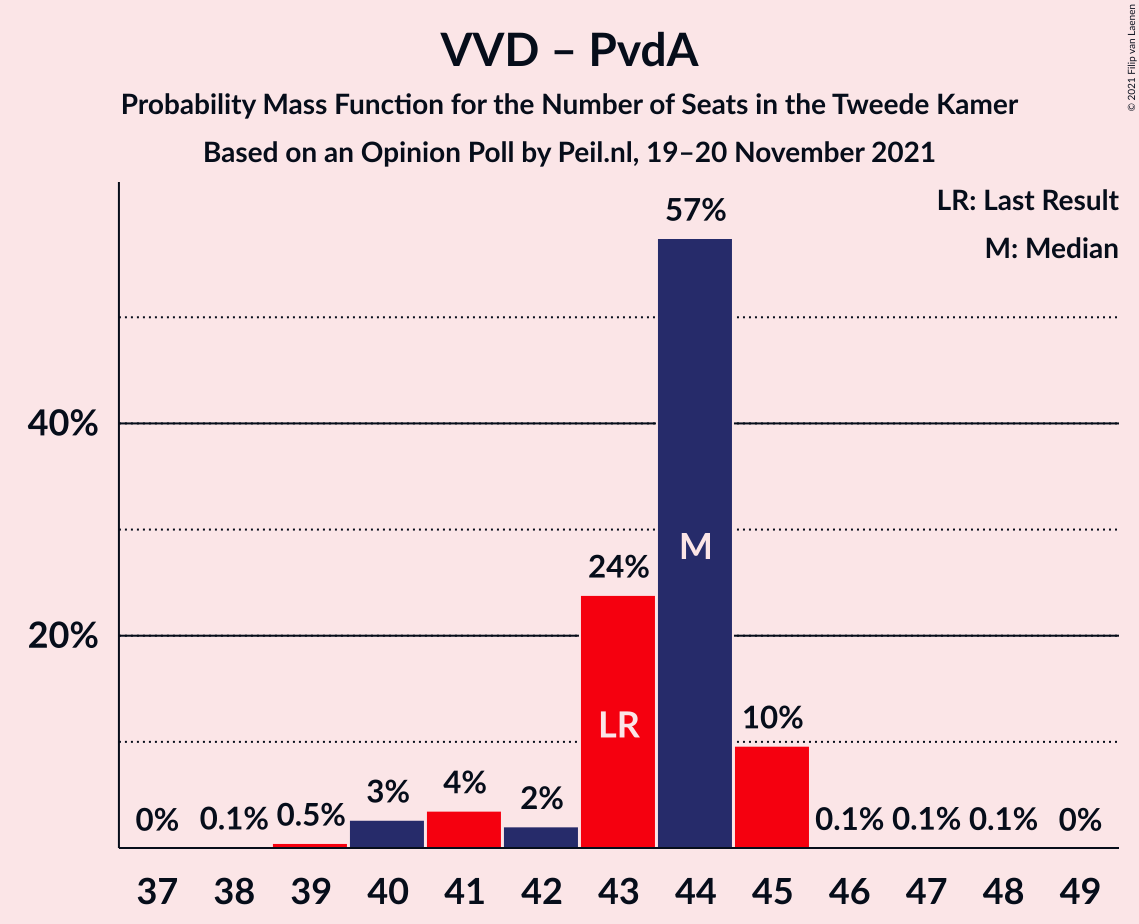 VVD – PvdA
Probability Mass Function for the Number of Seats in the Tweede Kamer
Based on an Opinion Poll by Peil.nl, 19–20 November 2021
© 2021 Filip van Laenen
LR: Last Result
M: Median
57%
40%
M
24%
20%
LR
10%
0% 0.1% 0.5% 3% 4% 2% 0.1% 0.1% 0.1% 0%
37 38 39 40 41 42 43 44 45 46 47 48 49